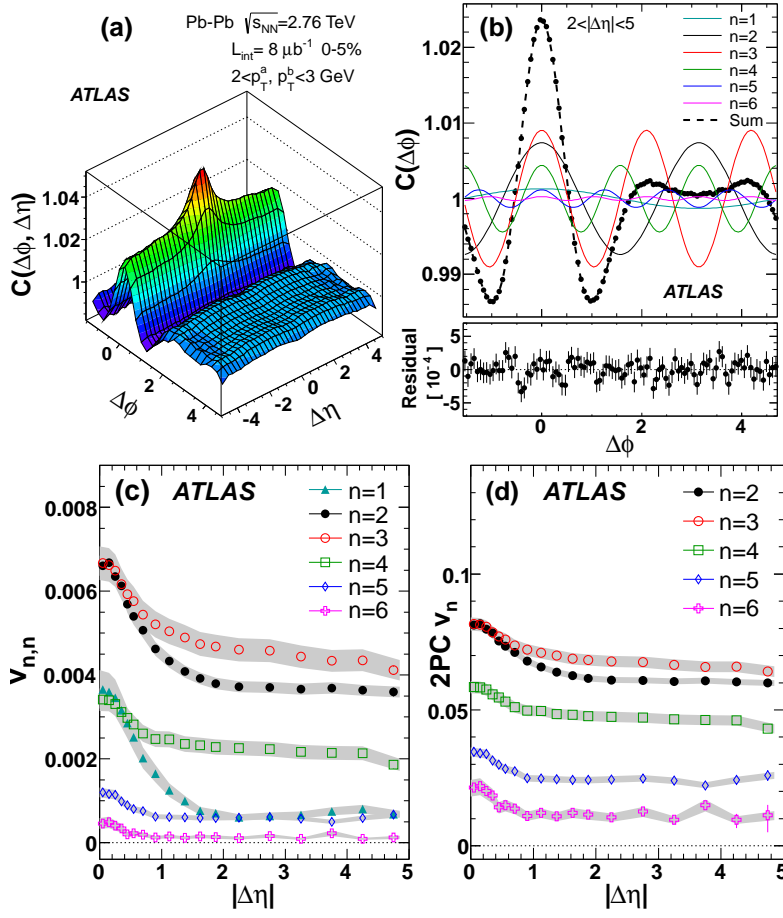 (a)
Pb-Pb √sNN=2.76 TeV
Lint= 8 μb-1 0-5%
2<pTa, pTb<3 GeV
ATLAS
C(Δϕ, Δη)
1.04
1.02
1
0
2
4
Δϕ
-4
-2
0
2
4
Δη
(b)
2<|Δη|<5
n=1
n=2
n=3
n=4
n=5
n=6
Sum
ATLAS
C(Δϕ)
1.02
1.01
1
0.99
Residual
[ 10-4 ]
5
0
-5
0 2 4
Δϕ
(c)
ATLAS
n=1
n=2
n=3
n=4
n=5
n=6
vn,n
0.008
0.006
0.004
0.002
0
0 1 2 3 4 5
|Δη|
(d)
ATLAS
n=2
n=3
n=4
n=5
n=6
2PC vn
0.1
0.05
0
0 1 2 3 4 5
|Δη|